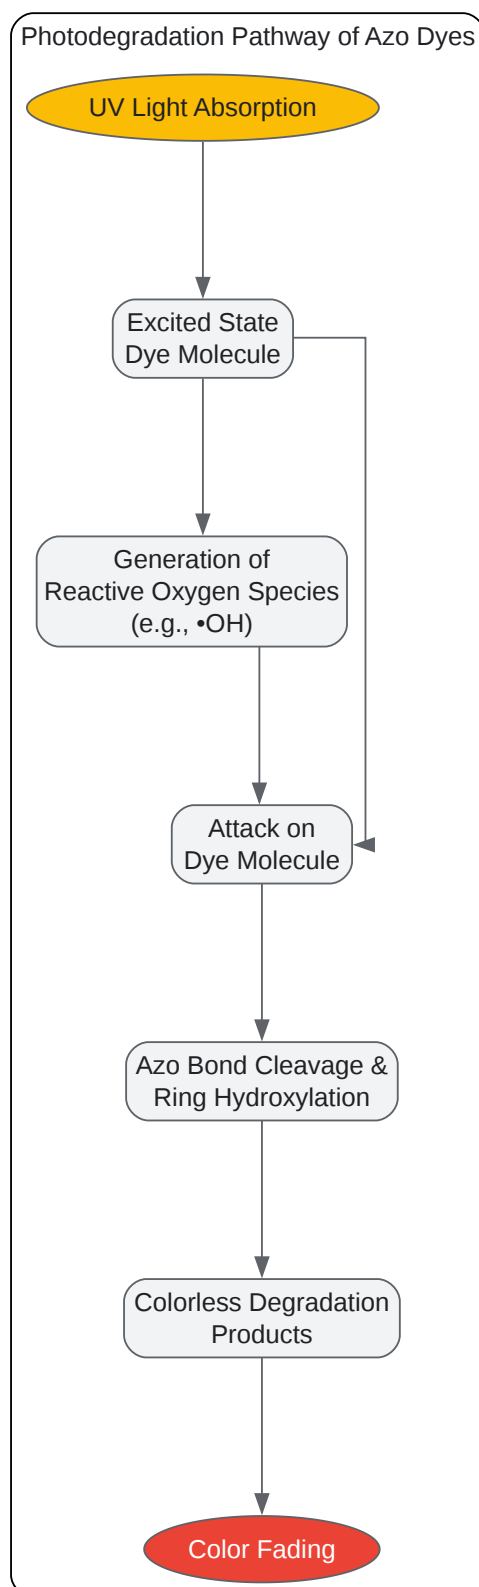 Photodegradation Pathway of Azo Dyes
UV Light Absorption
Excited State
Dye Molecule
Generation of
Reactive Oxygen Species
(e.g., •OH)
Attack on
Dye Molecule
Azo Bond Cleavage &
Ring Hydroxylation
Colorless Degradation
Products
Color Fading